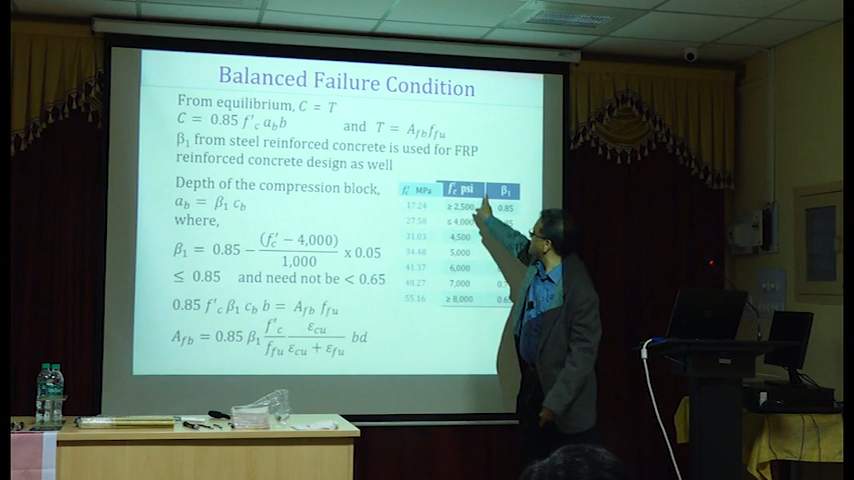 Balanced Failure Condition
From equilibrium, C = T
C = 0.85 f'c ab b and T = Afb ffu
β1 from steel reinforced concrete is used for FRP
reinforced concrete design as well
Depth of the compression block,
ab = β1 cb
where,
β1 = 0.85 − (f'c − 4,000) / 1,000 x 0.05
≤ 0.85 and need not be < 0.65
0.85 f'c β1 cb b = Afb ffu
Afb = 0.85 β1 f'c / ffu εcu / εcu + εfu bd
f'c MPa f'c psi β1
17.24 ≥ 2,500 0.85
27.58 ≤ 4,000
31.03 4,500
34.48 5,000
41.37 6,000
48.27 7,000
55.16 ≥ 8,000